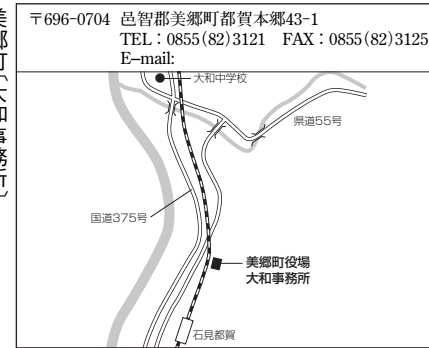 美郷町［大和事務所］
〒696-0704 邑智郡美郷町都賀本郷43-1
TEL：0855(82)3121 FAX：0855(82)3125
E-mail:
大和中学校
県道55号
国道375号
美郷町役場
大和事務所
石見都賀